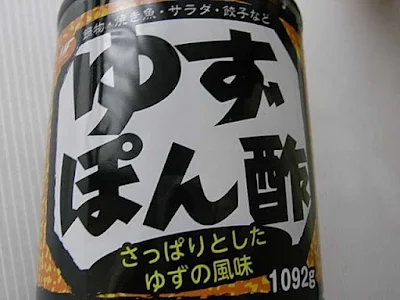 鍋物・焼き魚・サラダ・餃子など
ゆず
ぽん酢
さっぱりとした
ゆずの風味
1092g